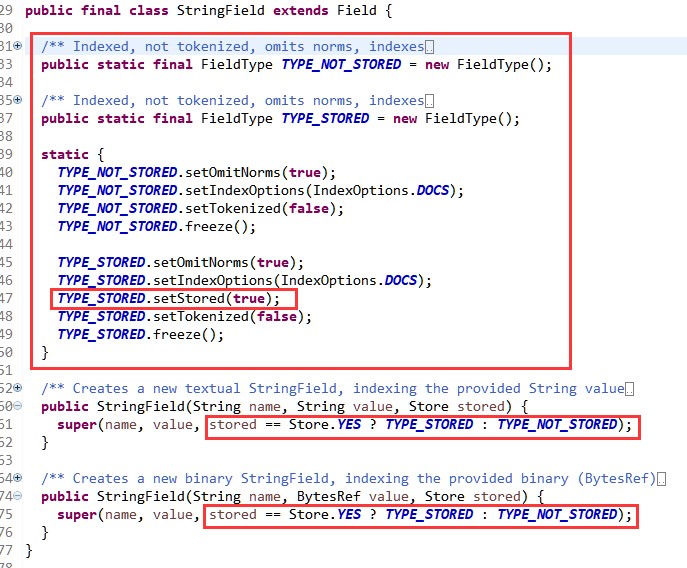 29 public final class StringField extends Field {
30
31 /** Indexed, not tokenized, omits norms, indexes
33 public static final FieldType TYPE_NOT_STORED = new FieldType();
34
35 /** Indexed, not tokenized, omits norms, indexes
37 public static final FieldType TYPE_STORED = new FieldType();
38
39 static {
40 TYPE_NOT_STORED.setOmitNorms(true);
41 TYPE_NOT_STORED.setIndexOptions(IndexOptions.DOCS);
42 TYPE_NOT_STORED.setTokenized(false);
43 TYPE_NOT_STORED.freeze();
44
45 TYPE_STORED.setOmitNorms(true);
46 TYPE_STORED.setIndexOptions(IndexOptions.DOCS);
47 TYPE_STORED.setStored(true);
48 TYPE_STORED.setTokenized(false);
49 TYPE_STORED.freeze();
50 }
51
52 /** Creates a new textual StringField, indexing the provided String value
60 public StringField(String name, String value, Store stored) {
61 super(name, value, stored == Store.YES ? TYPE_STORED : TYPE_NOT_STORED);
62 }
63
64 /** Creates a new binary StringField, indexing the provided binary (BytesRef)
74 public StringField(String name, BytesRef value, Store stored) {
75 super(name, value, stored == Store.YES ? TYPE_STORED : TYPE_NOT_STORED);
76 }
77 }
78